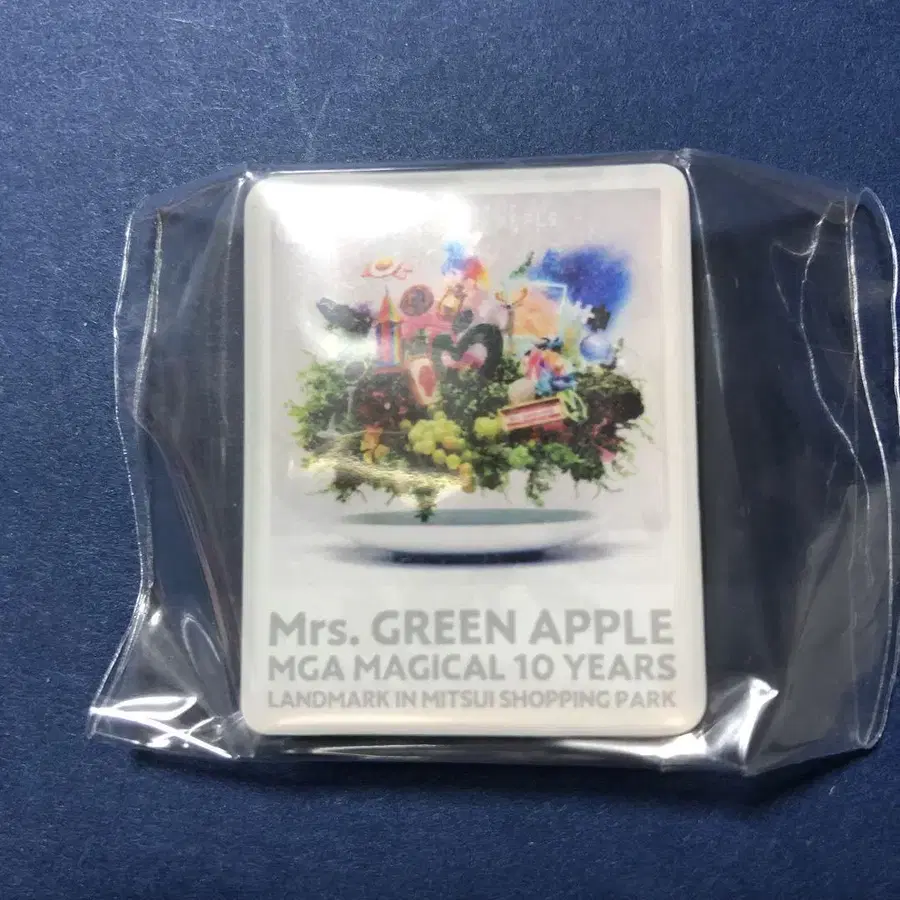 Mrs. GREEN APPLE
MGA MAGICAL 10 YEARS
LANDMARK IN MITSUI SHOPPING PARK